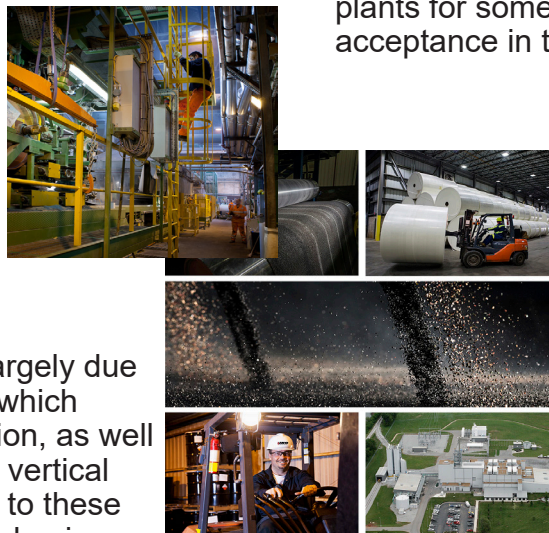 plants for some
acceptance in t
argely due
which
ion, as well
vertical
to these